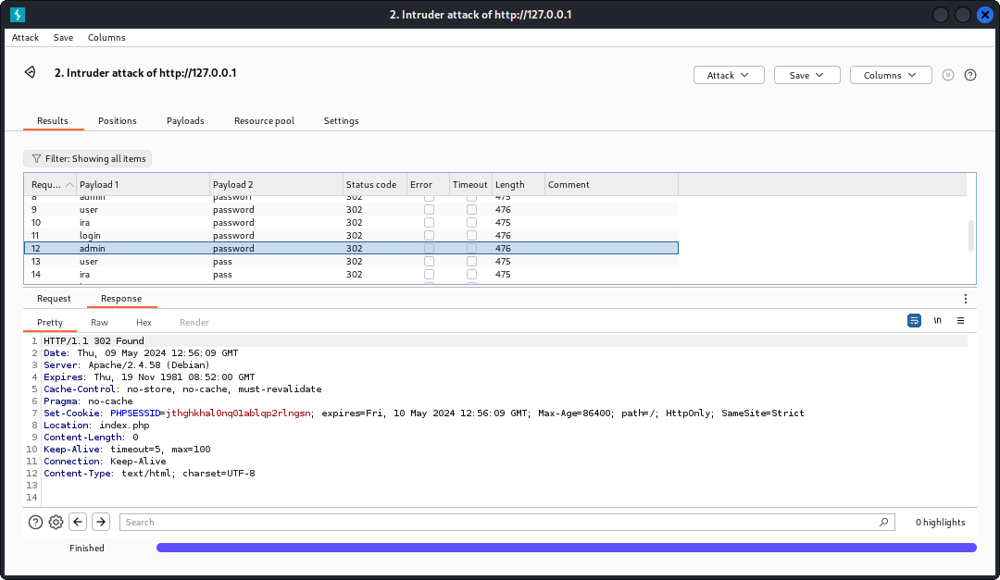 2. Intruder attack of http://127.0.0.1
Attack Save Columns
2. Intruder attack of http://127.0.0.1
Attack Save Columns
Results Positions Payloads Resource pool Settings
Filter: Showing all items
Requ... Payload 1 Payload 2 Status code Error Timeout Length Comment
8 admin passworf 302 475
9 user password 302 476
10 ira password 302 475
11 login password 302 476
12 admin password 302 476
13 user pass 302 475
14 ira pass 302 475
Request Response
Pretty Raw Hex Render \n
1 HTTP/1.1 302 Found
2 Date: Thu, 09 May 2024 12:56:09 GMT
3 Server: Apache/2.4.58 (Debian)
4 Expires: Thu, 19 Nov 1981 08:52:00 GMT
5 Cache-Control: no-store, no-cache, must-revalidate
6 Pragma: no-cache
7 Set-Cookie: PHPSESSID=jthghkhal0nq01ablqp2rlngsn; expires=Fri, 10 May 2024 12:56:09 GMT; Max-Age=86400; path=/; HttpOnly; SameSite=Strict
8 Location: index.php
9 Content-Length: 0
10 Keep-Alive: timeout=5, max=100
11 Connection: Keep-Alive
12 Content-Type: text/html; charset=UTF-8
13
14
Search 0 highlights
Finished